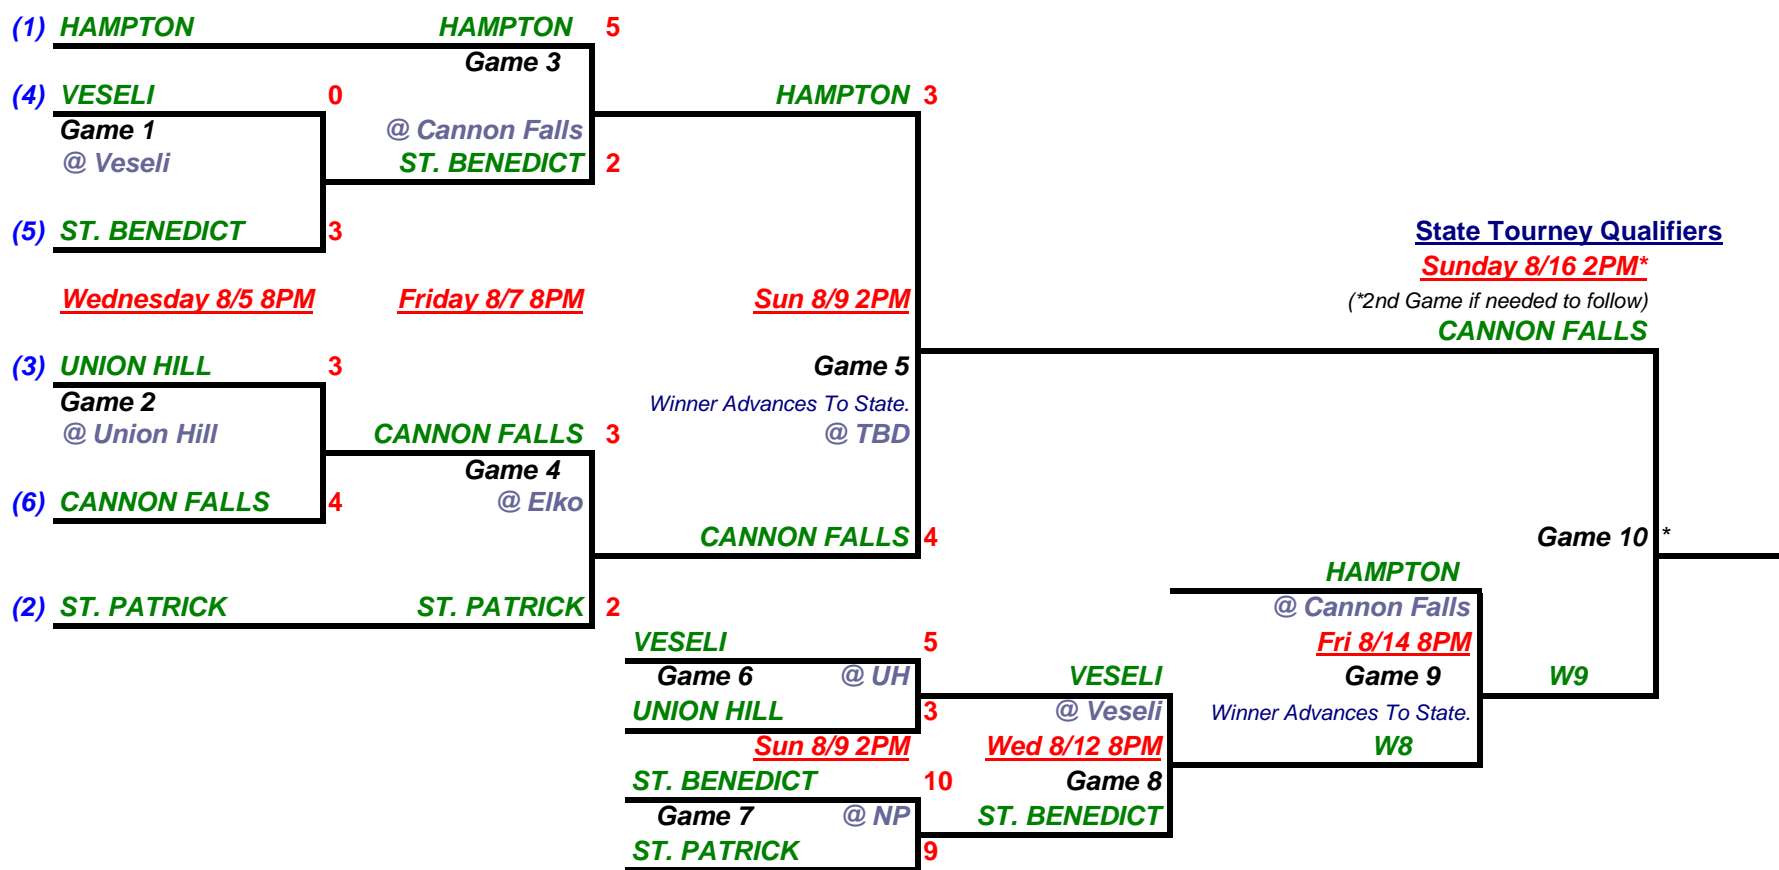 (1) HAMPTON HAMPTON 5
Game 3
(4) VESELI 0 HAMPTON 3
Game 1 @ Cannon Falls
@ Veseli ST. BENEDICT 2
(5) ST. BENEDICT 3 State Tourney Qualifiers
Sunday 8/16 2PM*
Wednesday 8/5 8PM Friday 8/7 8PM Sun 8/9 2PM (*2nd Game if needed to follow)
CANNON FALLS
(3) UNION HILL 3 Game 5
Game 2 Winner Advances To State.
@ Union Hill CANNON FALLS 3 @ TBD
Game 4
(6) CANNON FALLS 4 @ Elko
CANNON FALLS 4 Game 10 *
HAMPTON
(2) ST. PATRICK ST. PATRICK 2 @ Cannon Falls
VESELI 5 Fri 8/14 8PM
Game 6 @ UH VESELI Game 9 W9
UNION HILL 3 @ Veseli Winner Advances To State.
Sun 8/9 2PM Wed 8/12 8PM W8
ST. BENEDICT 10 Game 8
Game 7 @ NP ST. BENEDICT
ST. PATRICK 9